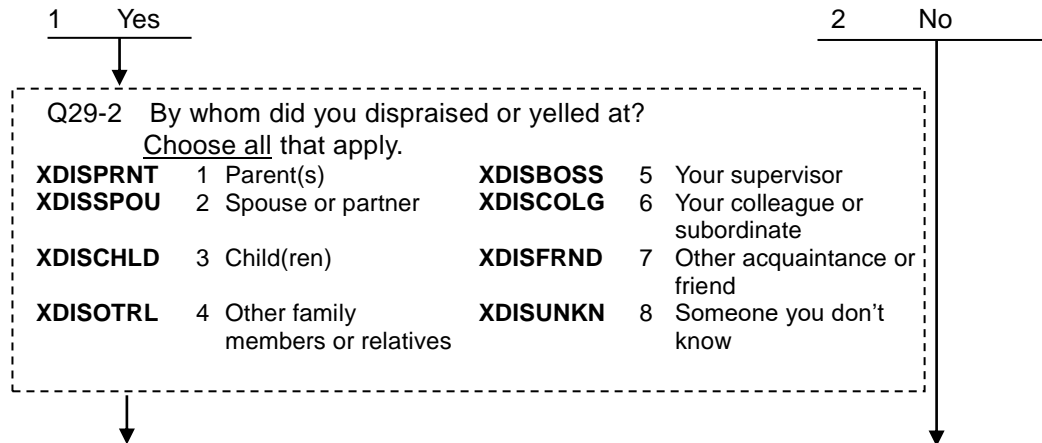 1 Yes 2 No
Q29-2 By whom did you dispraised or yelled at?
Choose all that apply.
XDISPRNT 1 Parent(s) XDISBOSS 5 Your supervisor
XDISSPOU 2 Spouse or partner XDISCOLG 6 Your colleague or
subordinate
XDISCHLD 3 Child(ren) XDISFRND 7 Other acquaintance or
friend
XDISOTRL 4 Other family XDISUNKN 8 Someone you don't
members or relatives know